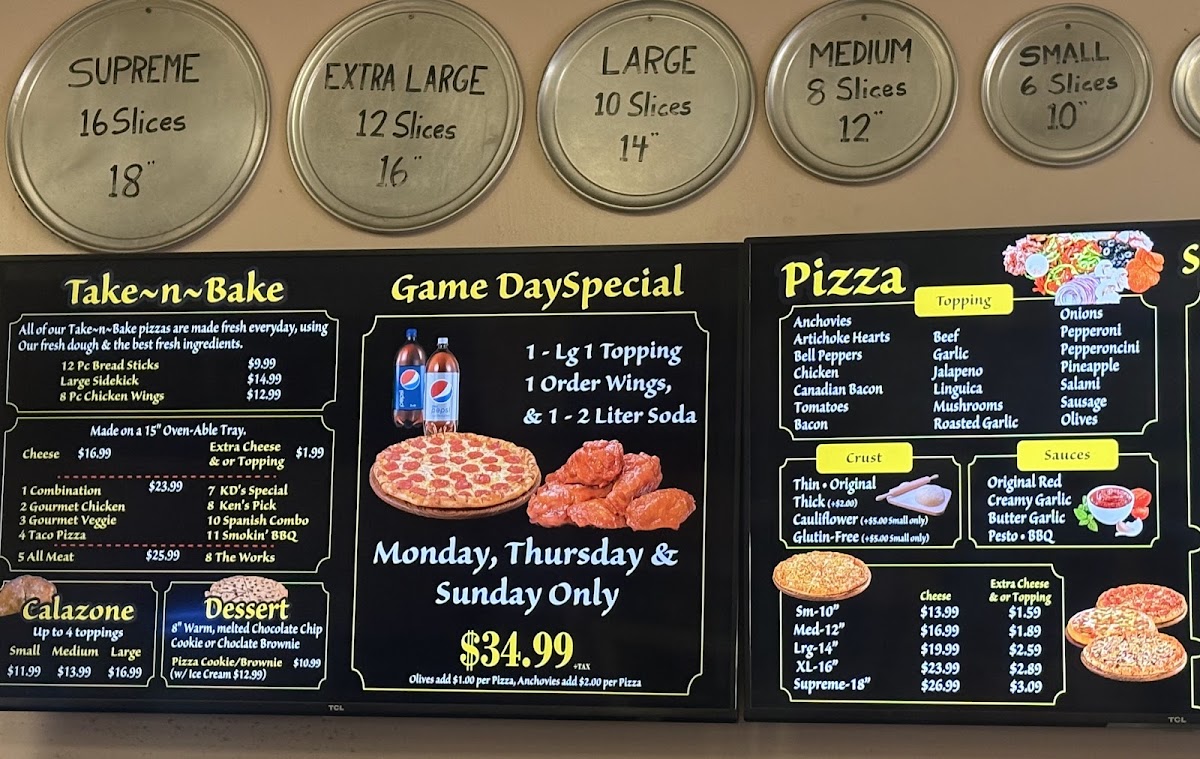 SUPREME
16 Slices
18"
EXTRA LARGE
12 Slices
16"
LARGE
10 Slices
14"
MEDIUM
8 Slices
12"
SMALL
6 Slices
10"
Take~n~Bake
All of our Take~n~Bake pizzas are made fresh everyday, using
Our fresh dough & the best fresh ingredients.
12 Pc Bread Sticks $9.99
Large Sidekick $14.99
8 Pc Chicken Wings $12.99
Made on a 15" Oven-Able Tray.
Cheese $16.99
Extra Cheese
& or Topping $1.99
$23.99
1 Combination
2 Gourmet Chicken
3 Gourmet Veggie
4 Taco Pizza
7 KD's Special
8 Ken's Pick
10 Spanish Combo
11 Smokin' BBQ
5 All Meat $25.99 8 The Works
Calazone
Up to 4 toppings
Small Medium Large
$11.99 $13.99 $16.99
Dessert
8" Warm, melted Chocolate Chip
Cookie or Choclate Brownie
Pizza Cookie/Brownie $10.99
(w/ Ice Cream $12.99)
Game DaySpecial
1 - Lg 1 Topping
1 Order Wings,
& 1 - 2 Liter Soda
pepsi
Monday, Thursday &
Sunday Only
$34.99 +TAX
Olives add $1.00 per Pizza, Anchovies add $2.00 per Pizza
TCL
Pizza
Topping
Anchovies
Artichoke Hearts
Bell Peppers
Chicken
Canadian Bacon
Tomatoes
Bacon
Beef
Garlic
Jalapeno
Linguica
Mushrooms
Roasted Garlic
Onions
Pepperoni
Pepperoncini
Pineapple
Salami
Sausage
Olives
Crust
Thin • Original
Thick (+$2.00)
Cauliflower (+$5.00 Small only)
Glutin-Free (+$5.00 Small only)
Sauces
Original Red
Creamy Garlic
Butter Garlic
Pesto • BBQ
Cheese
Extra Cheese
& or Topping
Sm-10" $13.99 $1.59
Med-12" $16.99 $1.89
Lrg-14" $19.99 $2.59
XL-16" $23.99 $2.89
Supreme-18" $26.99 $3.09
TCL
S